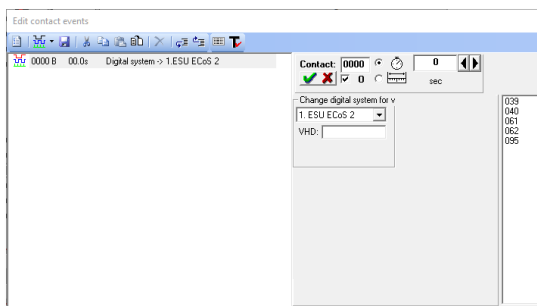 Edit contact events
0000 B 00.0s Digital system -> 1.ESU ECoS 2
Contact: 0000 0
0 sec
Change digital system for v
1. ESU ECoS 2
VHD:
039
040
061
062
095